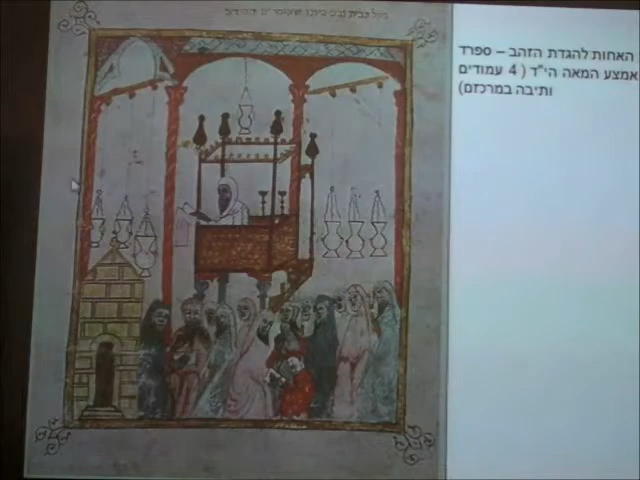 האחות להגדת הזהב – ספרד
אמצע המאה הי"ד ( 4 עמודים
ותיבה במרכזם)